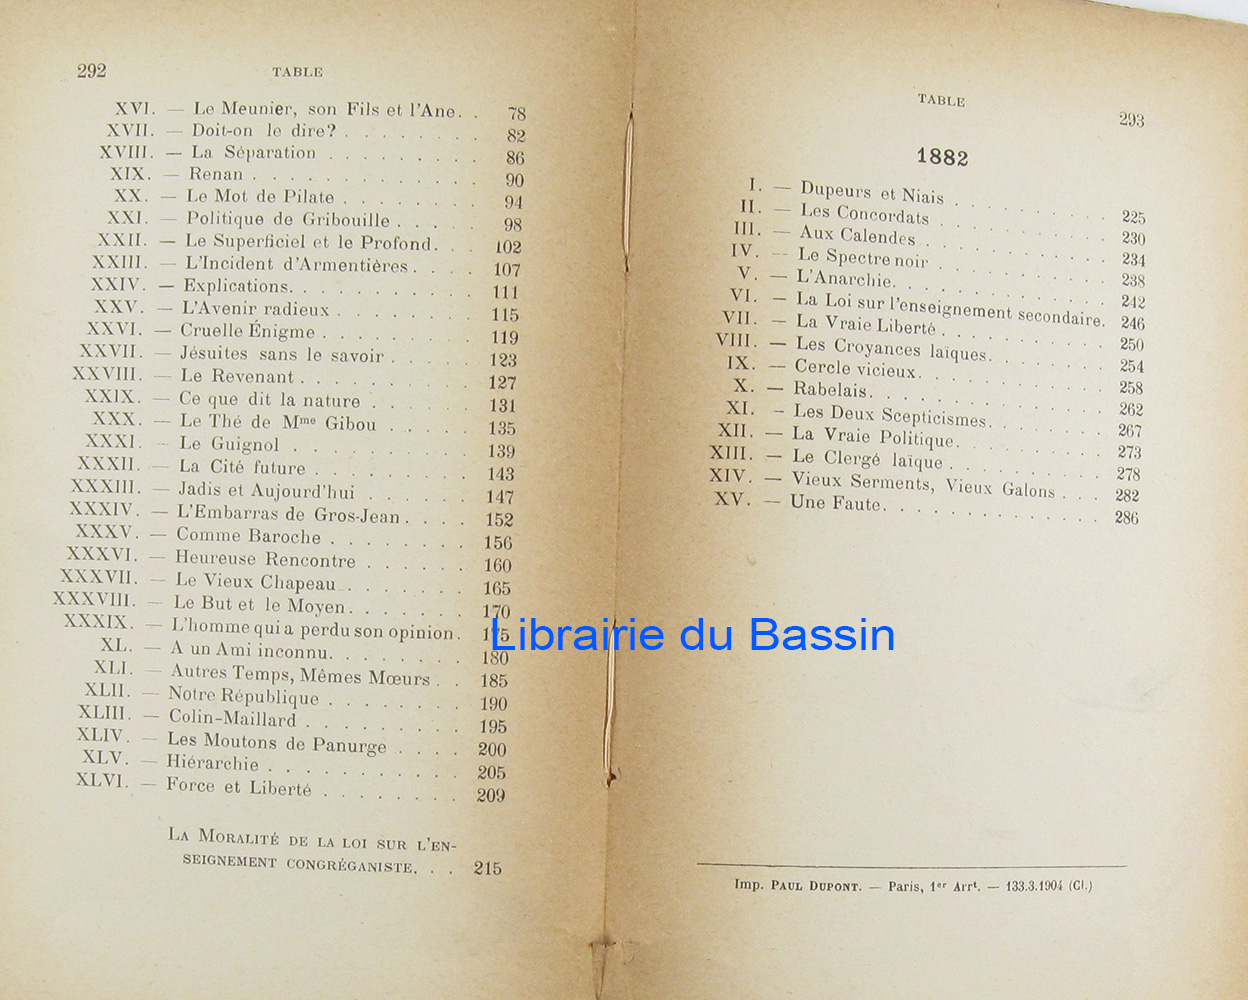 292 TABLE
XVI. — Le Meunier, son Fils et l'Ane. . 78
XVII. — Doit-on le dire? . . . . . . . 82
XVIII. — La Séparation . . . . . . . . 86
XIX. — Renan . . . . . . . . . . . 90
XX. — Le Mot de Pilate . . . . . . . 94
XXI. — Politique de Gribouille . . . . 98
XXII. — Le Superficiel et le Profond. . . 102
XXIII. — L'Incident d'Armentières . . . . 107
XXIV. — Explications. . . . . . . . . 111
XXV. — L'Avenir radieux . . . . . . . 115
XXVI. — Cruelle Énigme . . . . . . . . 119
XXVII. — Jésuites sans le savoir . . . . 123
XXVIII. — Le Revenant . . . . . . . . . 127
XXIX. — Ce que dit la nature . . . . . 131
XXX. — Le Thé de Mme Gibou . . . . . 135
XXXI. — Le Guignol . . . . . . . . . 139
XXXII. — La Cité future . . . . . . . . 143
XXXIII. — Jadis et Aujourd'hui . . . . . 147
XXXIV. — L'Embarras de Gros-Jean . . . . 152
XXXV. — Comme Baroche . . . . . . . 156
XXXVI. — Heureuse Rencontre . . . . . . 160
XXXVII. — Le Vieux Chapeau . . . . . . 165
XXXVIII. — Le But et le Moyen. . . . . . 170
XXXIX. — L'homme qui a perdu son opinion. 175
XL. — A un Ami inconnu. . . . . . . 180
XLI. — Autres Temps, Mêmes Mœurs . . 185
XLII. — Notre République . . . . . . . 190
XLIII. — Colin-Maillard . . . . . . . . 195
XLIV. — Les Moutons de Panurge . . . . 200
XLV. — Hiérarchie . . . . . . . . . . 205
XLVI. — Force et Liberté . . . . . . . . 209
LA MORALITÉ DE LA LOI SUR L'EN-
SEIGNEMENT CONGRÉGANISTE. . . 215
TABLE 293
1882
I. — Dupeurs et Niais . . . . . . . . 225
II. — Les Concordats . . . . . . . . . 230
III. — Aux Calendes . . . . . . . . . 234
IV. — Le Spectre noir . . . . . . . . 238
V. — L'Anarchie. . . . . . . . . . . 242
VI. — La Loi sur l'enseignement secondaire. 246
VII. — La Vraie Liberté . . . . . . . . 250
VIII. — Les Croyances laïques. . . . . . 254
IX. — Cercle vicieux. . . . . . . . . . 258
X. — Rabelais. . . . . . . . . . . . 262
XI. — Les Deux Scepticismes. . . . . . 267
XII. — La Vraie Politique. . . . . . . . 273
XIII. — Le Clergé laïque . . . . . . . . 278
XIV. — Vieux Serments, Vieux Galons . . . 282
XV. — Une Faute. . . . . . . . . . . . 286
Librairie du Bassin
Imp. PAUL DUPONT. — Paris, 1er Arrt. — 133.3.1904 (Cl.)